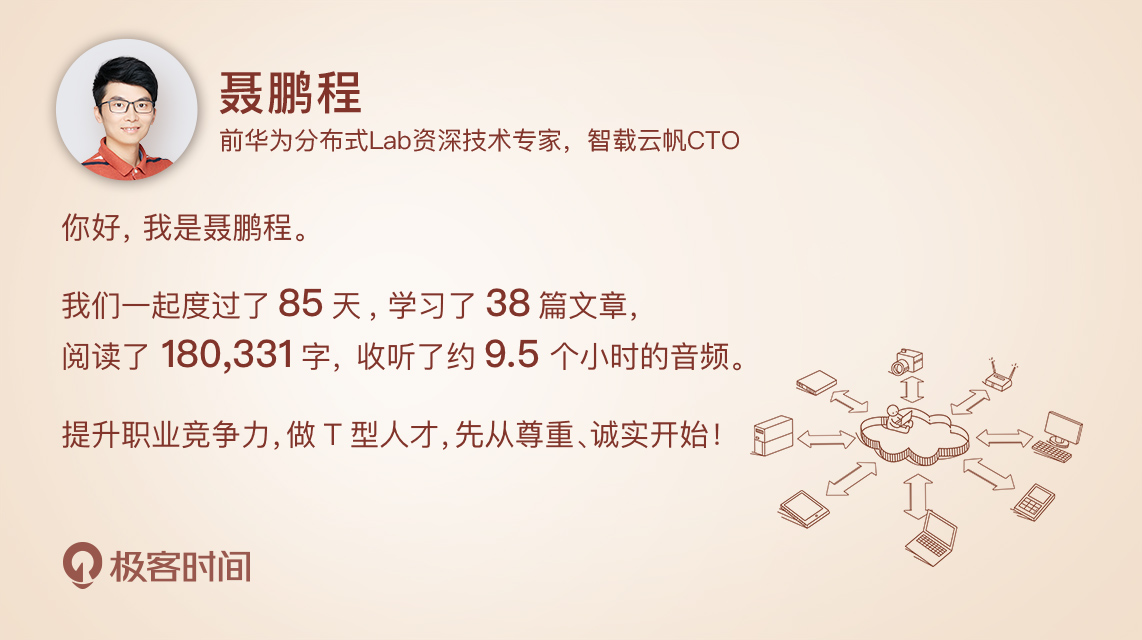 聂鹏程
前华为分布式Lab资深技术专家，智载云帆CTO
你好，我是聂鹏程。
我们一起度过了 85 天，学习了 38 篇文章，
阅读了 180,331 字，收听了约 9.5 个小时的音频。
提升职业竞争力，做 T 型人才，先从尊重、诚实开始！
极客时间